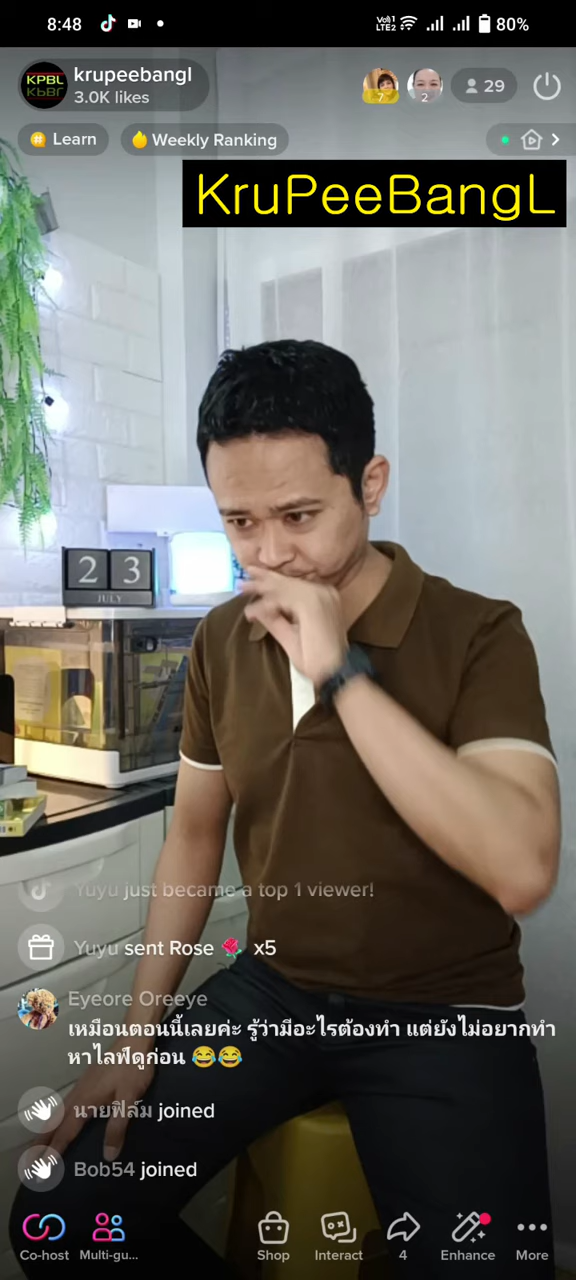 8:48
Vo1) LTE2
80%
KPBL
krupeebangl
3.0K likes
7
2
29
Learn
Weekly Ranking
KruPeeBangL
23
JULY
Yuyu just became a top 1 viewer!
Yuyu sent Rose 🌹 x5
Eyeore Oreeye
เหมือนตอนนี้เลยค่ะ รู้ว่ามีอะไรต้องทำ แต่ยังไม่อยากทำ
หาไลฟ์ดูก่อน 😂😂
นายฟิล์ม joined
Bob54 joined
Co-host
Multi-gu...
Shop
Interact
4
Enhance
More